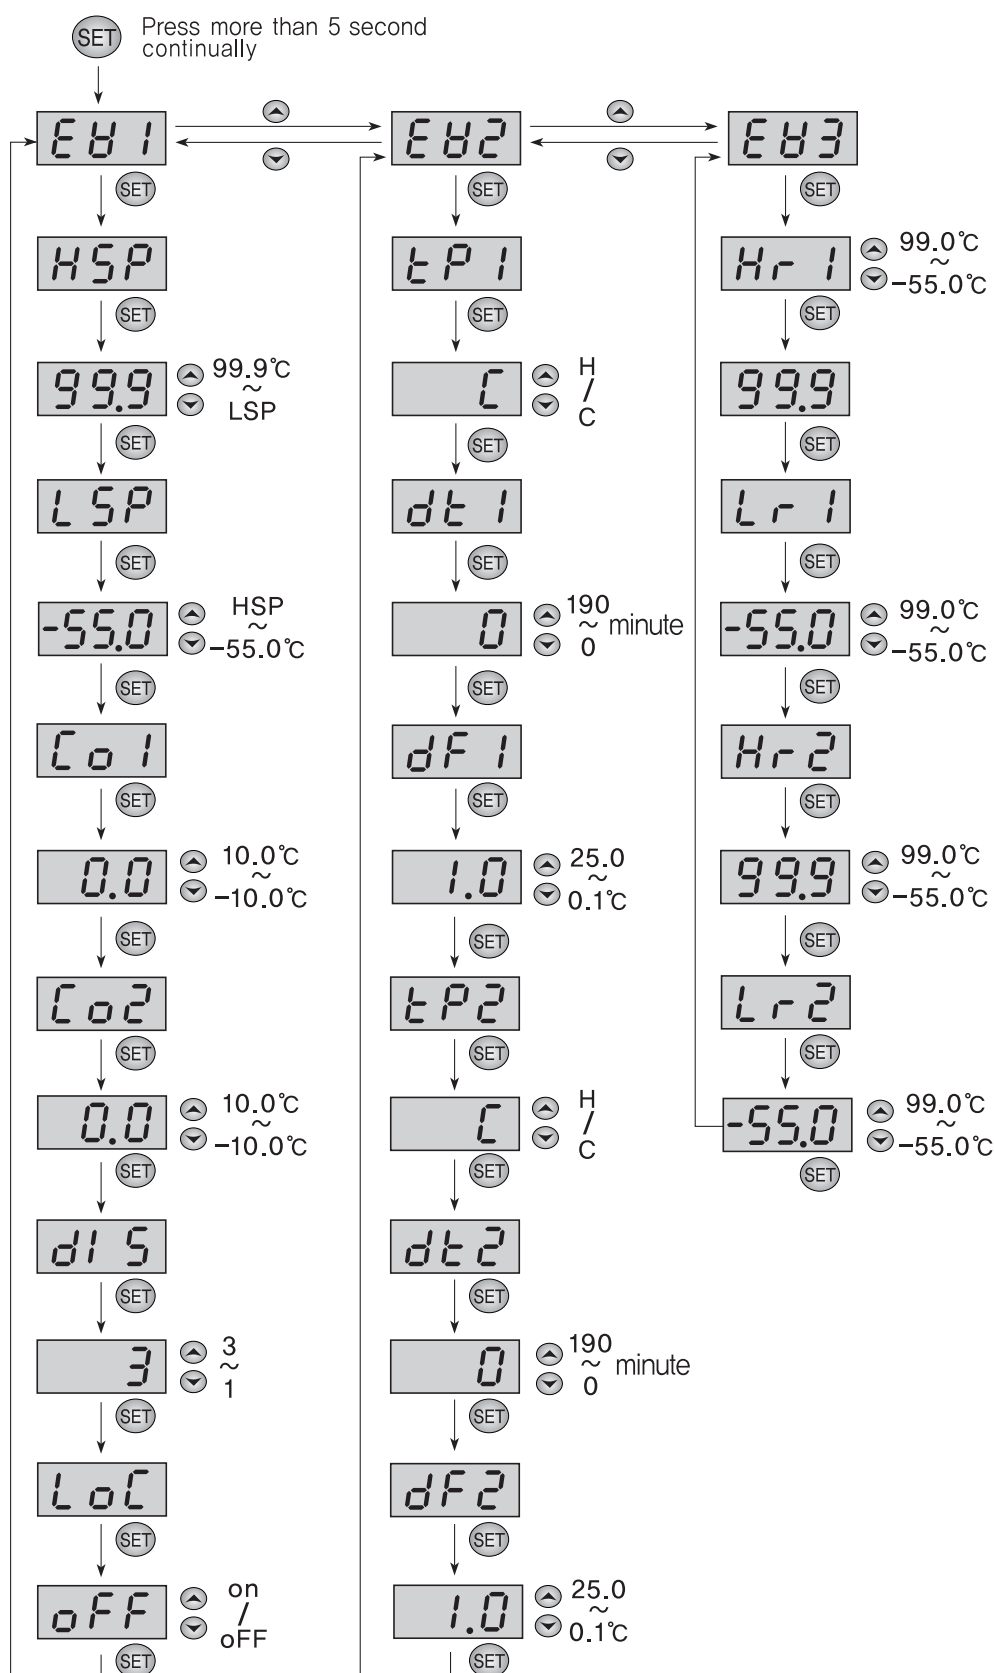 SET
Press more than 5 second
continually
EɄ1
SET
HSP
SET
99.9
99.9℃
~
LSP
SET
LSP
SET
-55.0
HSP
~
-55.0℃
SET
Co1
SET
0.0
10.0℃
~
-10.0℃
SET
Co2
SET
0.0
10.0℃
~
-10.0℃
SET
dIS
SET
3
3
~
1
SET
LoC
SET
oFF
on
/
oFF
SET
EɄ2
SET
tP1
SET
C
H
/
C
SET
dt1
SET
0
190
~ minute
0
SET
dF1
SET
1.0
25.0
~
0.1℃
SET
tP2
SET
C
H
/
C
SET
dt2
SET
0
190
~ minute
0
SET
dF2
SET
1.0
25.0
~
0.1℃
SET
EɄ3
SET
Hr1
99.0℃
~
-55.0℃
SET
99.9
SET
Lr1
SET
-55.0
99.0℃
~
-55.0℃
SET
Hr2
SET
99.9
99.0℃
~
-55.0℃
SET
Lr2
SET
-55.0
99.0℃
~
-55.0℃
SET